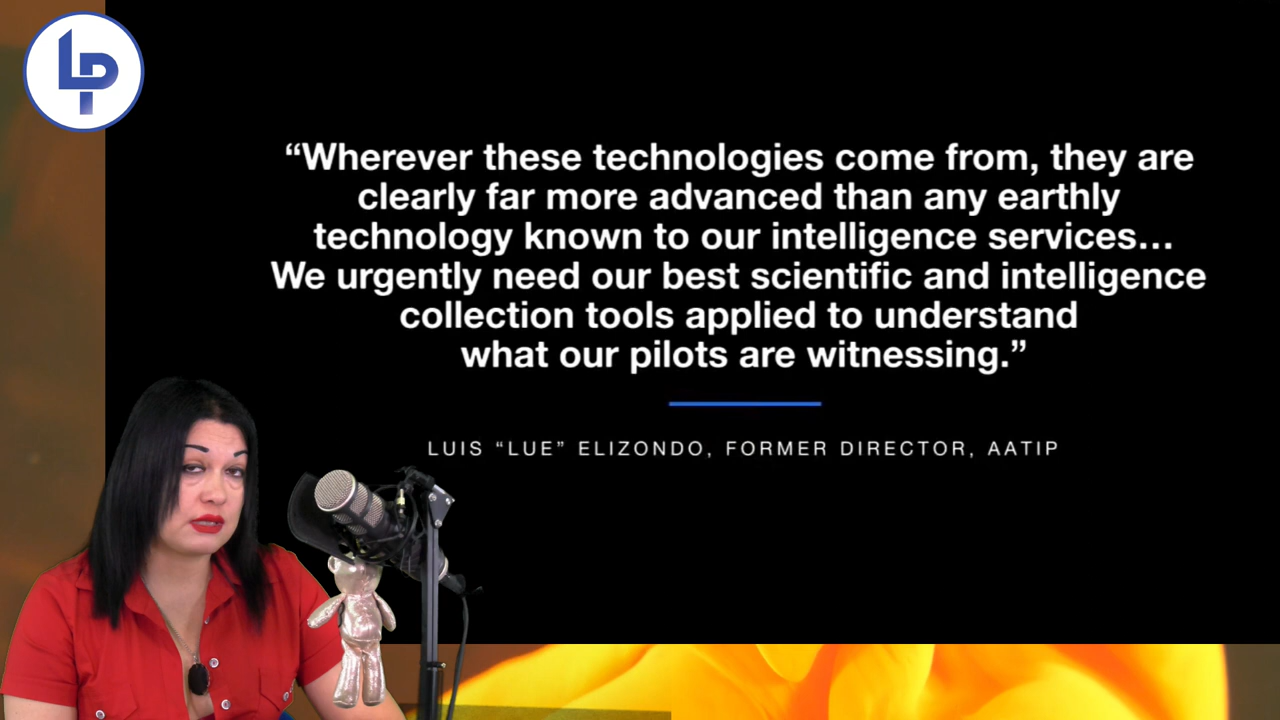 LP
“Wherever these technologies come from, they are
clearly far more advanced than any earthly
technology known to our intelligence services...
We urgently need our best scientific and intelligence
collection tools applied to understand
what our pilots are witnessing.”
LUIS “LUE” ELIZONDO, FORMER DIRECTOR, AATIP